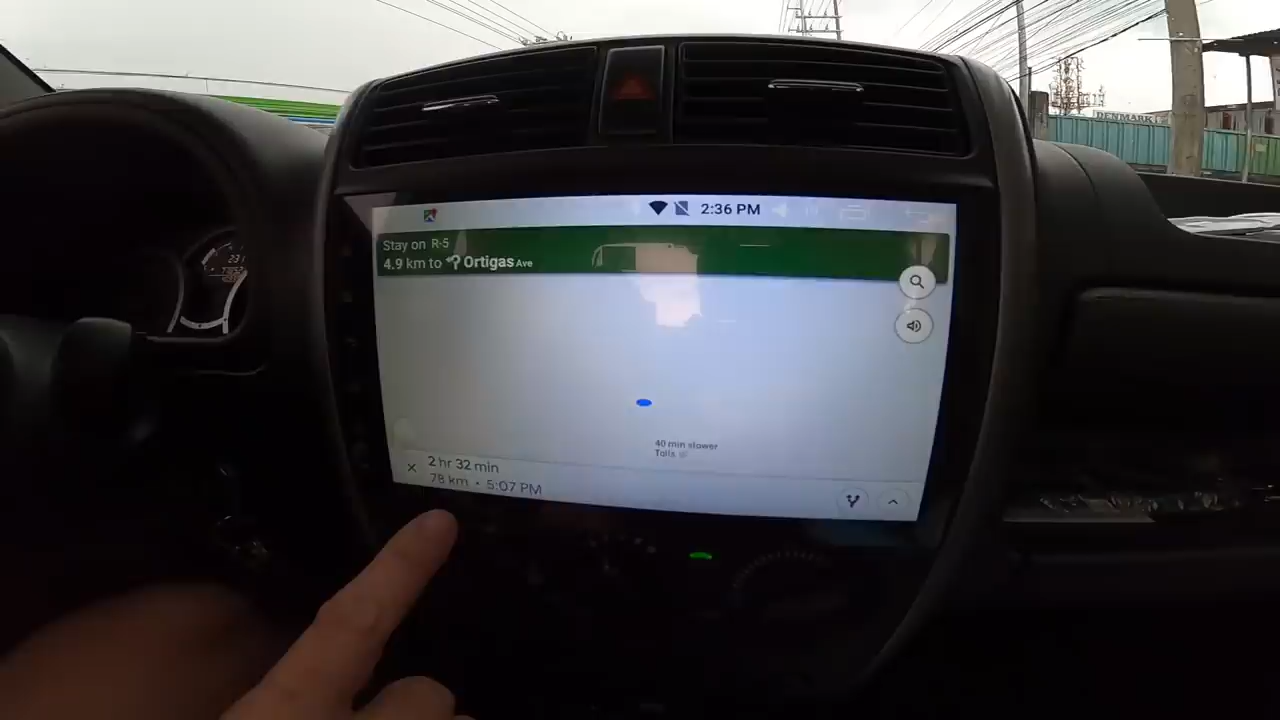 DENMARK
2:36 PM
Stay on R-5
4.9 km to Ortigas Ave
40 min slower
Tolls
2 hr 32 min
78 km • 5:07 PM